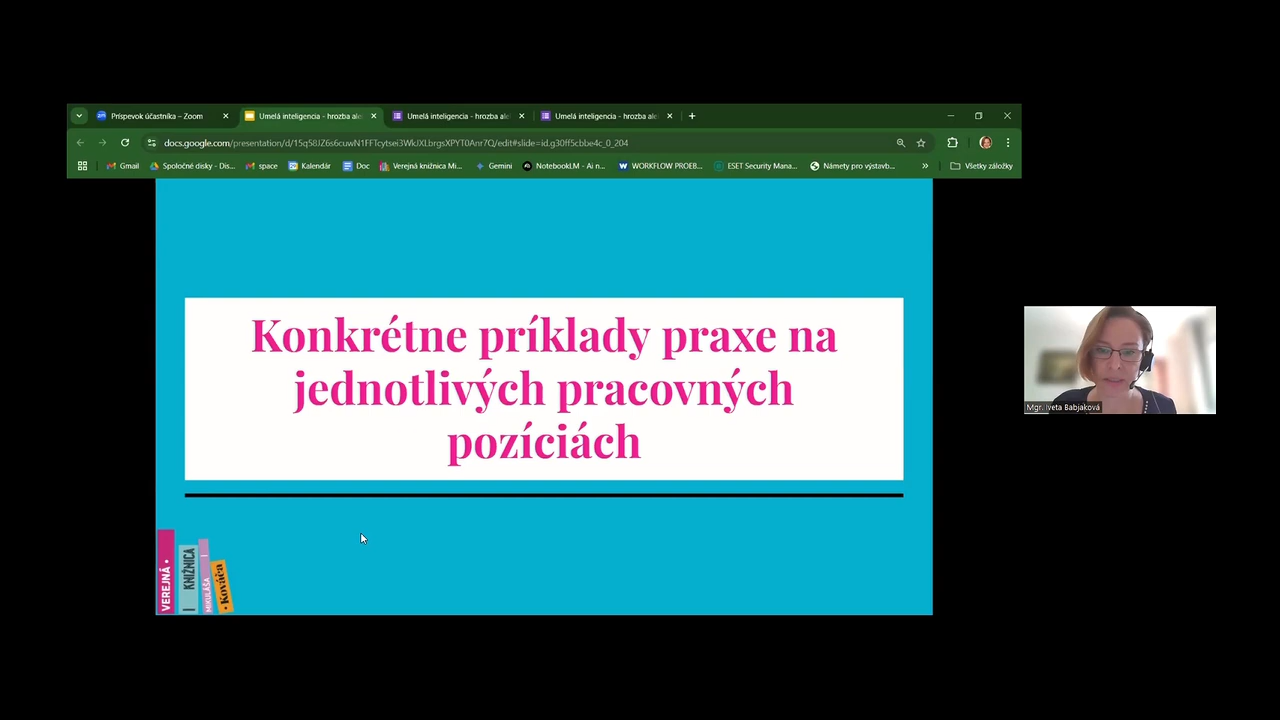 Príspevok účastníka – Zoom
Umelá inteligencia - hrozba ale
Umelá inteligencia - hrozba ale
Umelá inteligencia - hrozba ale
docs.google.com/presentation/d/15q58JZ6s6cuwN1FFTcytsei3WkJXLbrgsXPYT0Anr7Q/edit#slide=id.g30ff5cbbe4c_0_204
Gmail
Spoločné disky - Dis...
space
Kalendár
Doc
Verejná knižnica Mi...
Gemini
NotebookLM - Ai n...
WORKFLOW PROEB...
ESET Security Mana...
Námety pro výstavb...
Všetky záložky
Konkrétne príklady praxe na
jednotlivých pracovných
pozíciách
VEREJNÁ •
I KNIŽNICA
MIKULÁŠA I
• Kováča
Mgr. Iveta Babjaková